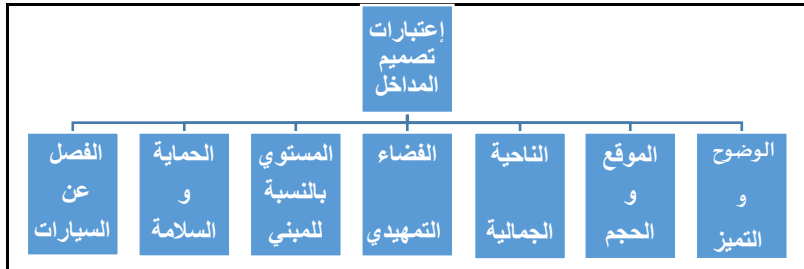 إعتبارات
تصميم
المداخل
الوضوح
و
التميز
الموقع
و
الحجم
الناحية
الجمالية
الفضاء
التمهيدي
المستوي
بالنسبة
للمبني
الحماية
و
السلامة
الفصل
عن
السيارات